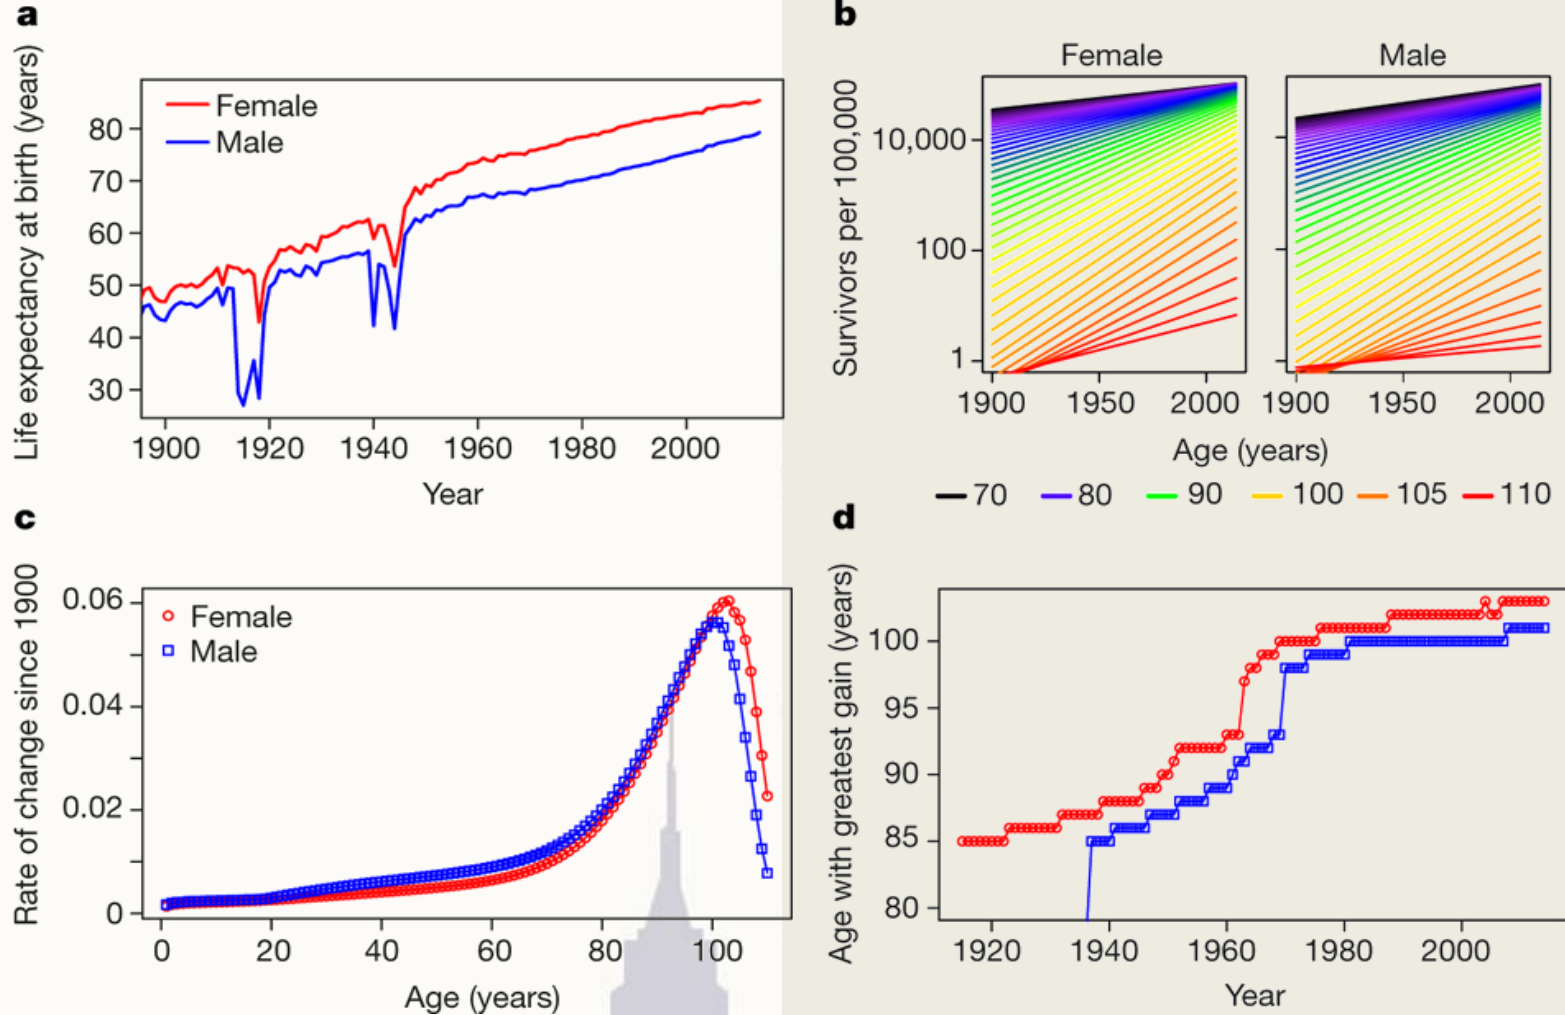 a
Life expectancy at birth (years)
80
70
60
50
40
30
Female
Male
1900 1920 1940 1960 1980 2000
Year
b
Female Male
Survivors per 100,000
10,000
100
1
1900 1950 2000 1900 1950 2000
Age (years)
70 80 90 100 105 110
c
Rate of change since 1900
0.06
0.04
0.02
0
Female
Male
0 20 40 60 80 100
Age (years)
d
Age with greatest gain (years)
100
95
90
85
80
1920 1940 1960 1980 2000
Year